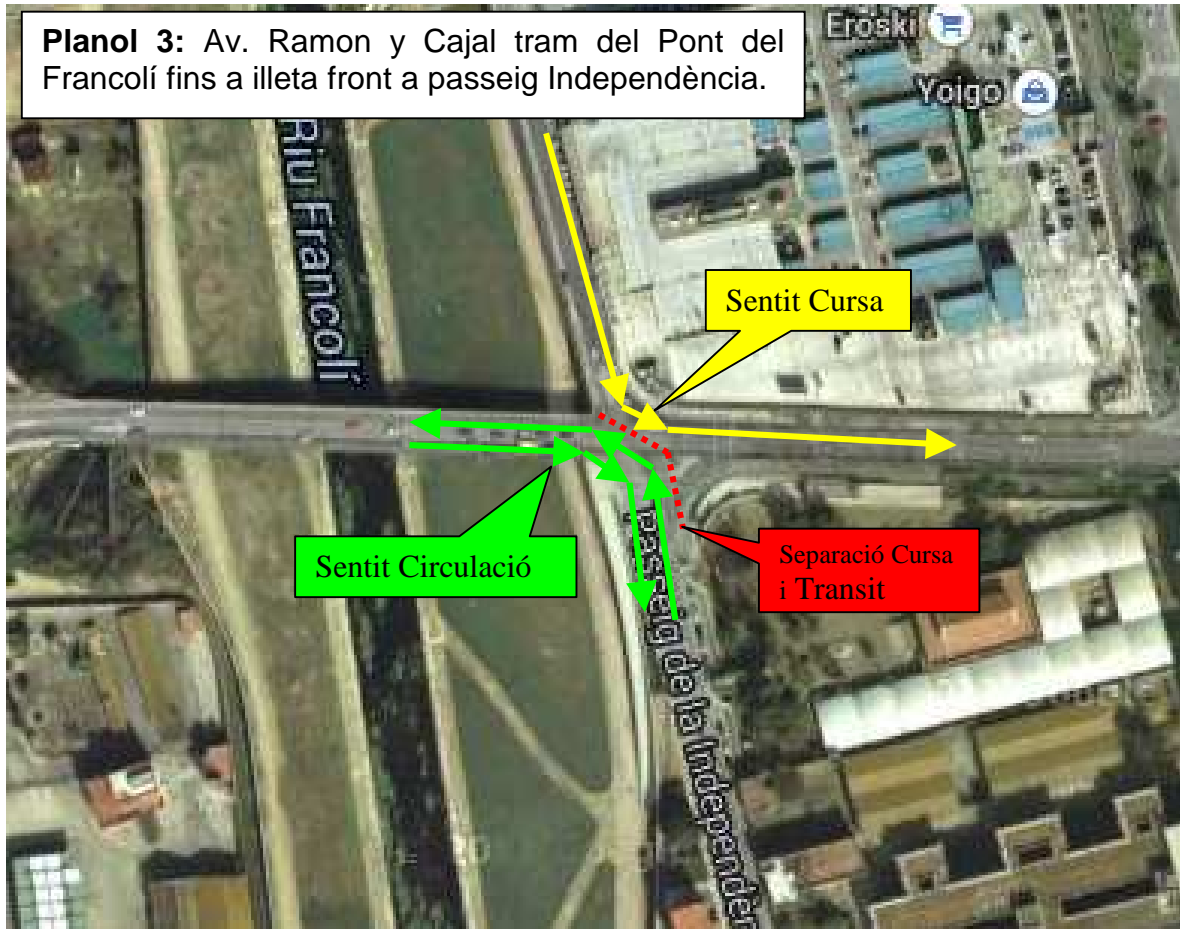 Planol 3: Av. Ramon y Cajal tram del Pont del
Francolí fins a illeta front a passeig Independència.
Eroski
Yoigo
Riu Francolí
Sentit Cursa
Sentit Circulació
Separació Cursa
i Transit
passeig de la Independèn